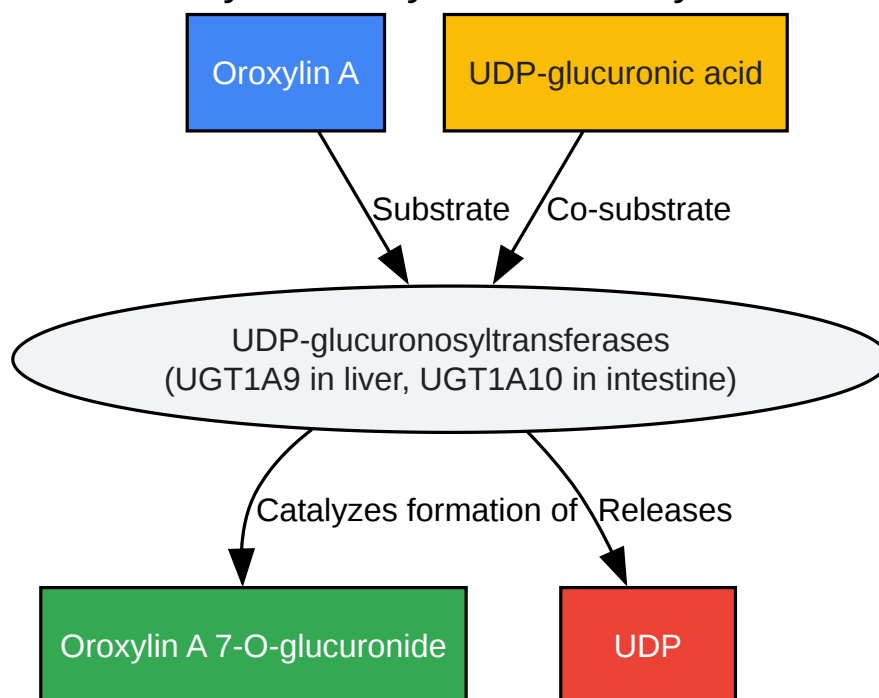 Oroxylin A
UDP-glucuronic acid
Substrate
Co-substrate
UDP-glucuronosyltransferases
(UGT1A9 in liver, UGT1A10 in intestine)
Catalyzes formation of
Releases
Oroxylin A 7-O-glucuronide
UDP